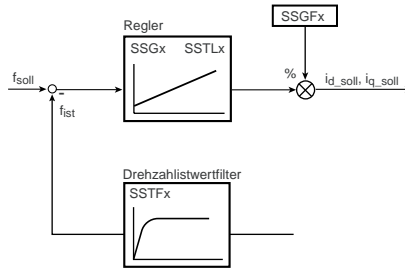 SSGFx
Regler
SSGx SSTLx
f_soll
-
f_ist
%
i_d_soll, i_q_soll
Drehzahlistwertfilter
SSTFx